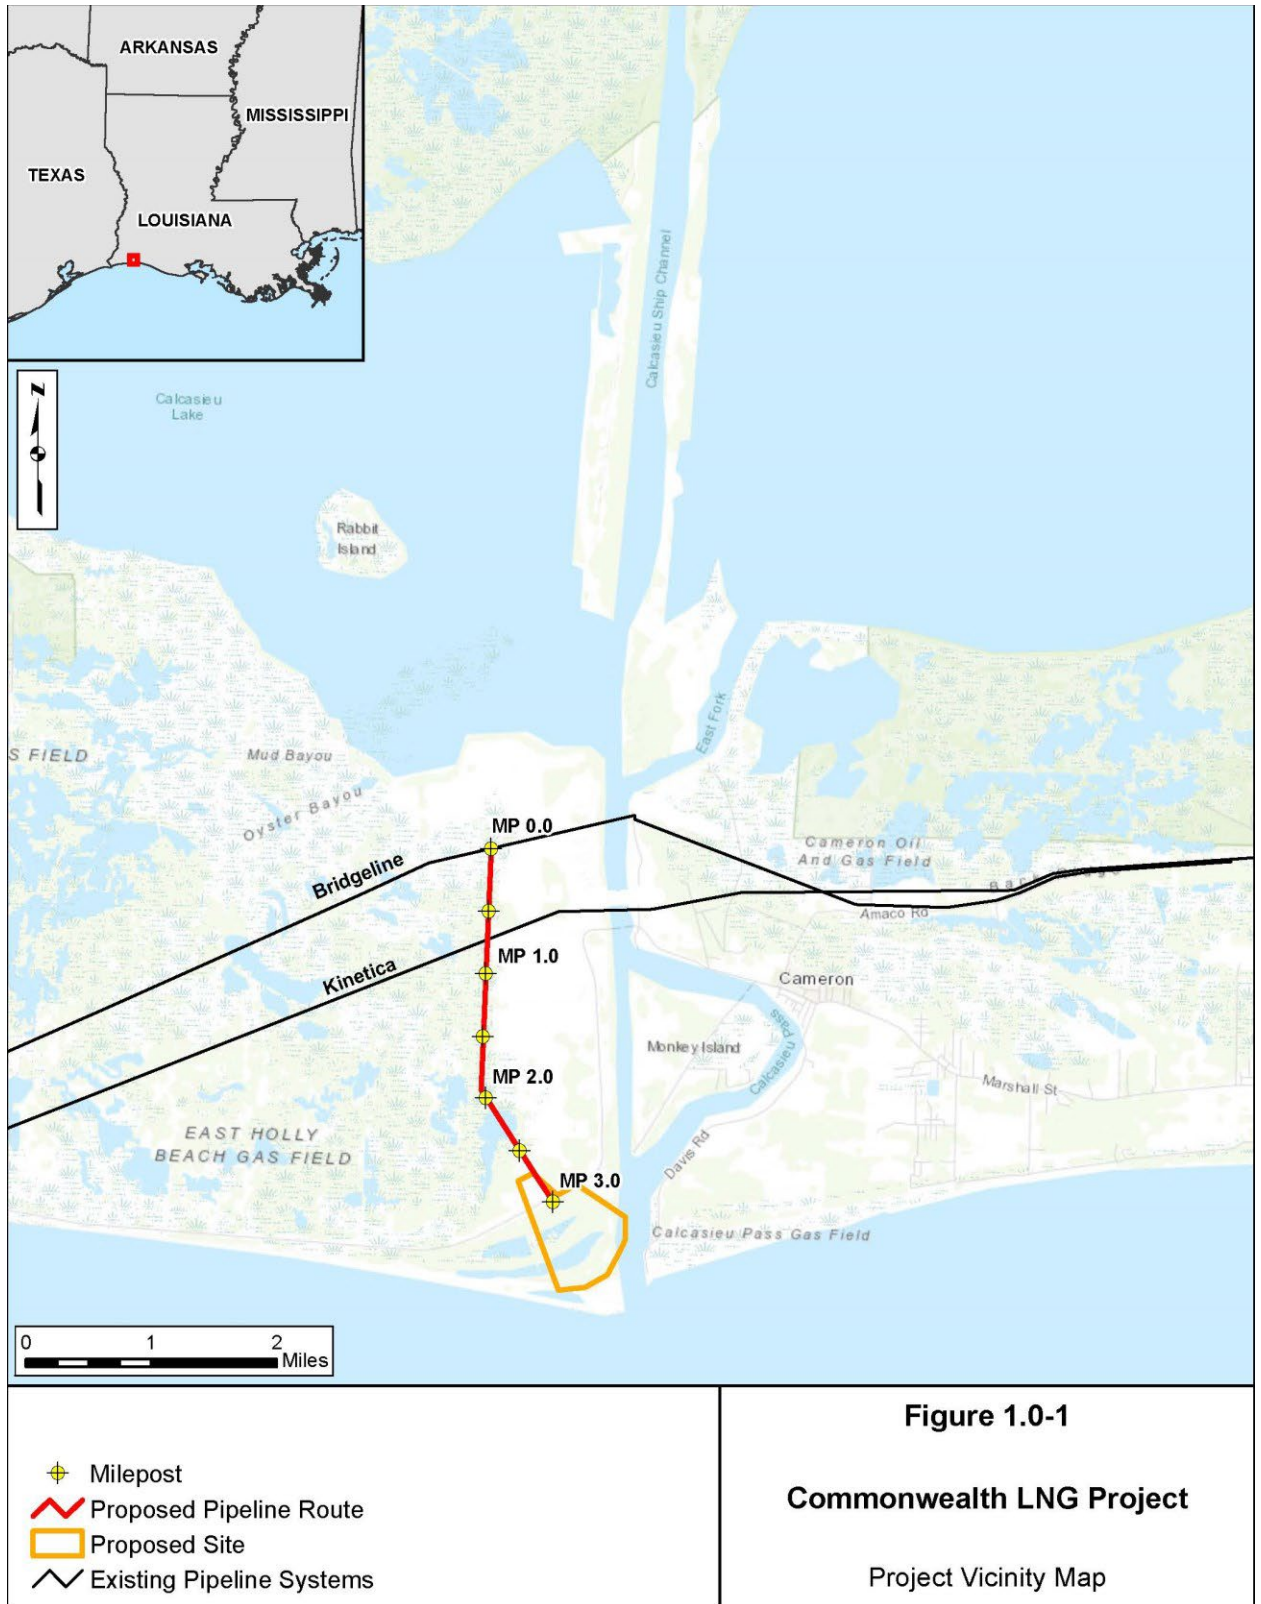 ARKANSAS
MISSISSIPPI
TEXAS
LOUISIANA
N
Calcasieu Ship Channel
Calcasieu
Lake
Rabbit
Island
East Fork
S FIELD
Mud Bayou
Oyster Bayou
MP 0.0
Cameron Oil
And Gas Field
Bridgeline
Amaco Rd
Kinetica
MP 1.0
Cameron
Monkey Island
Calcasieu Pass
Marshall St
MP 2.0
EAST HOLLY
BEACH GAS FIELD
Davis Rd
MP 3.0
Calcasieu Pass Gas Field
0 1 2
Miles
Milepost
Proposed Pipeline Route
Proposed Site
Existing Pipeline Systems
Figure 1.0-1
Commonwealth LNG Project
Project Vicinity Map